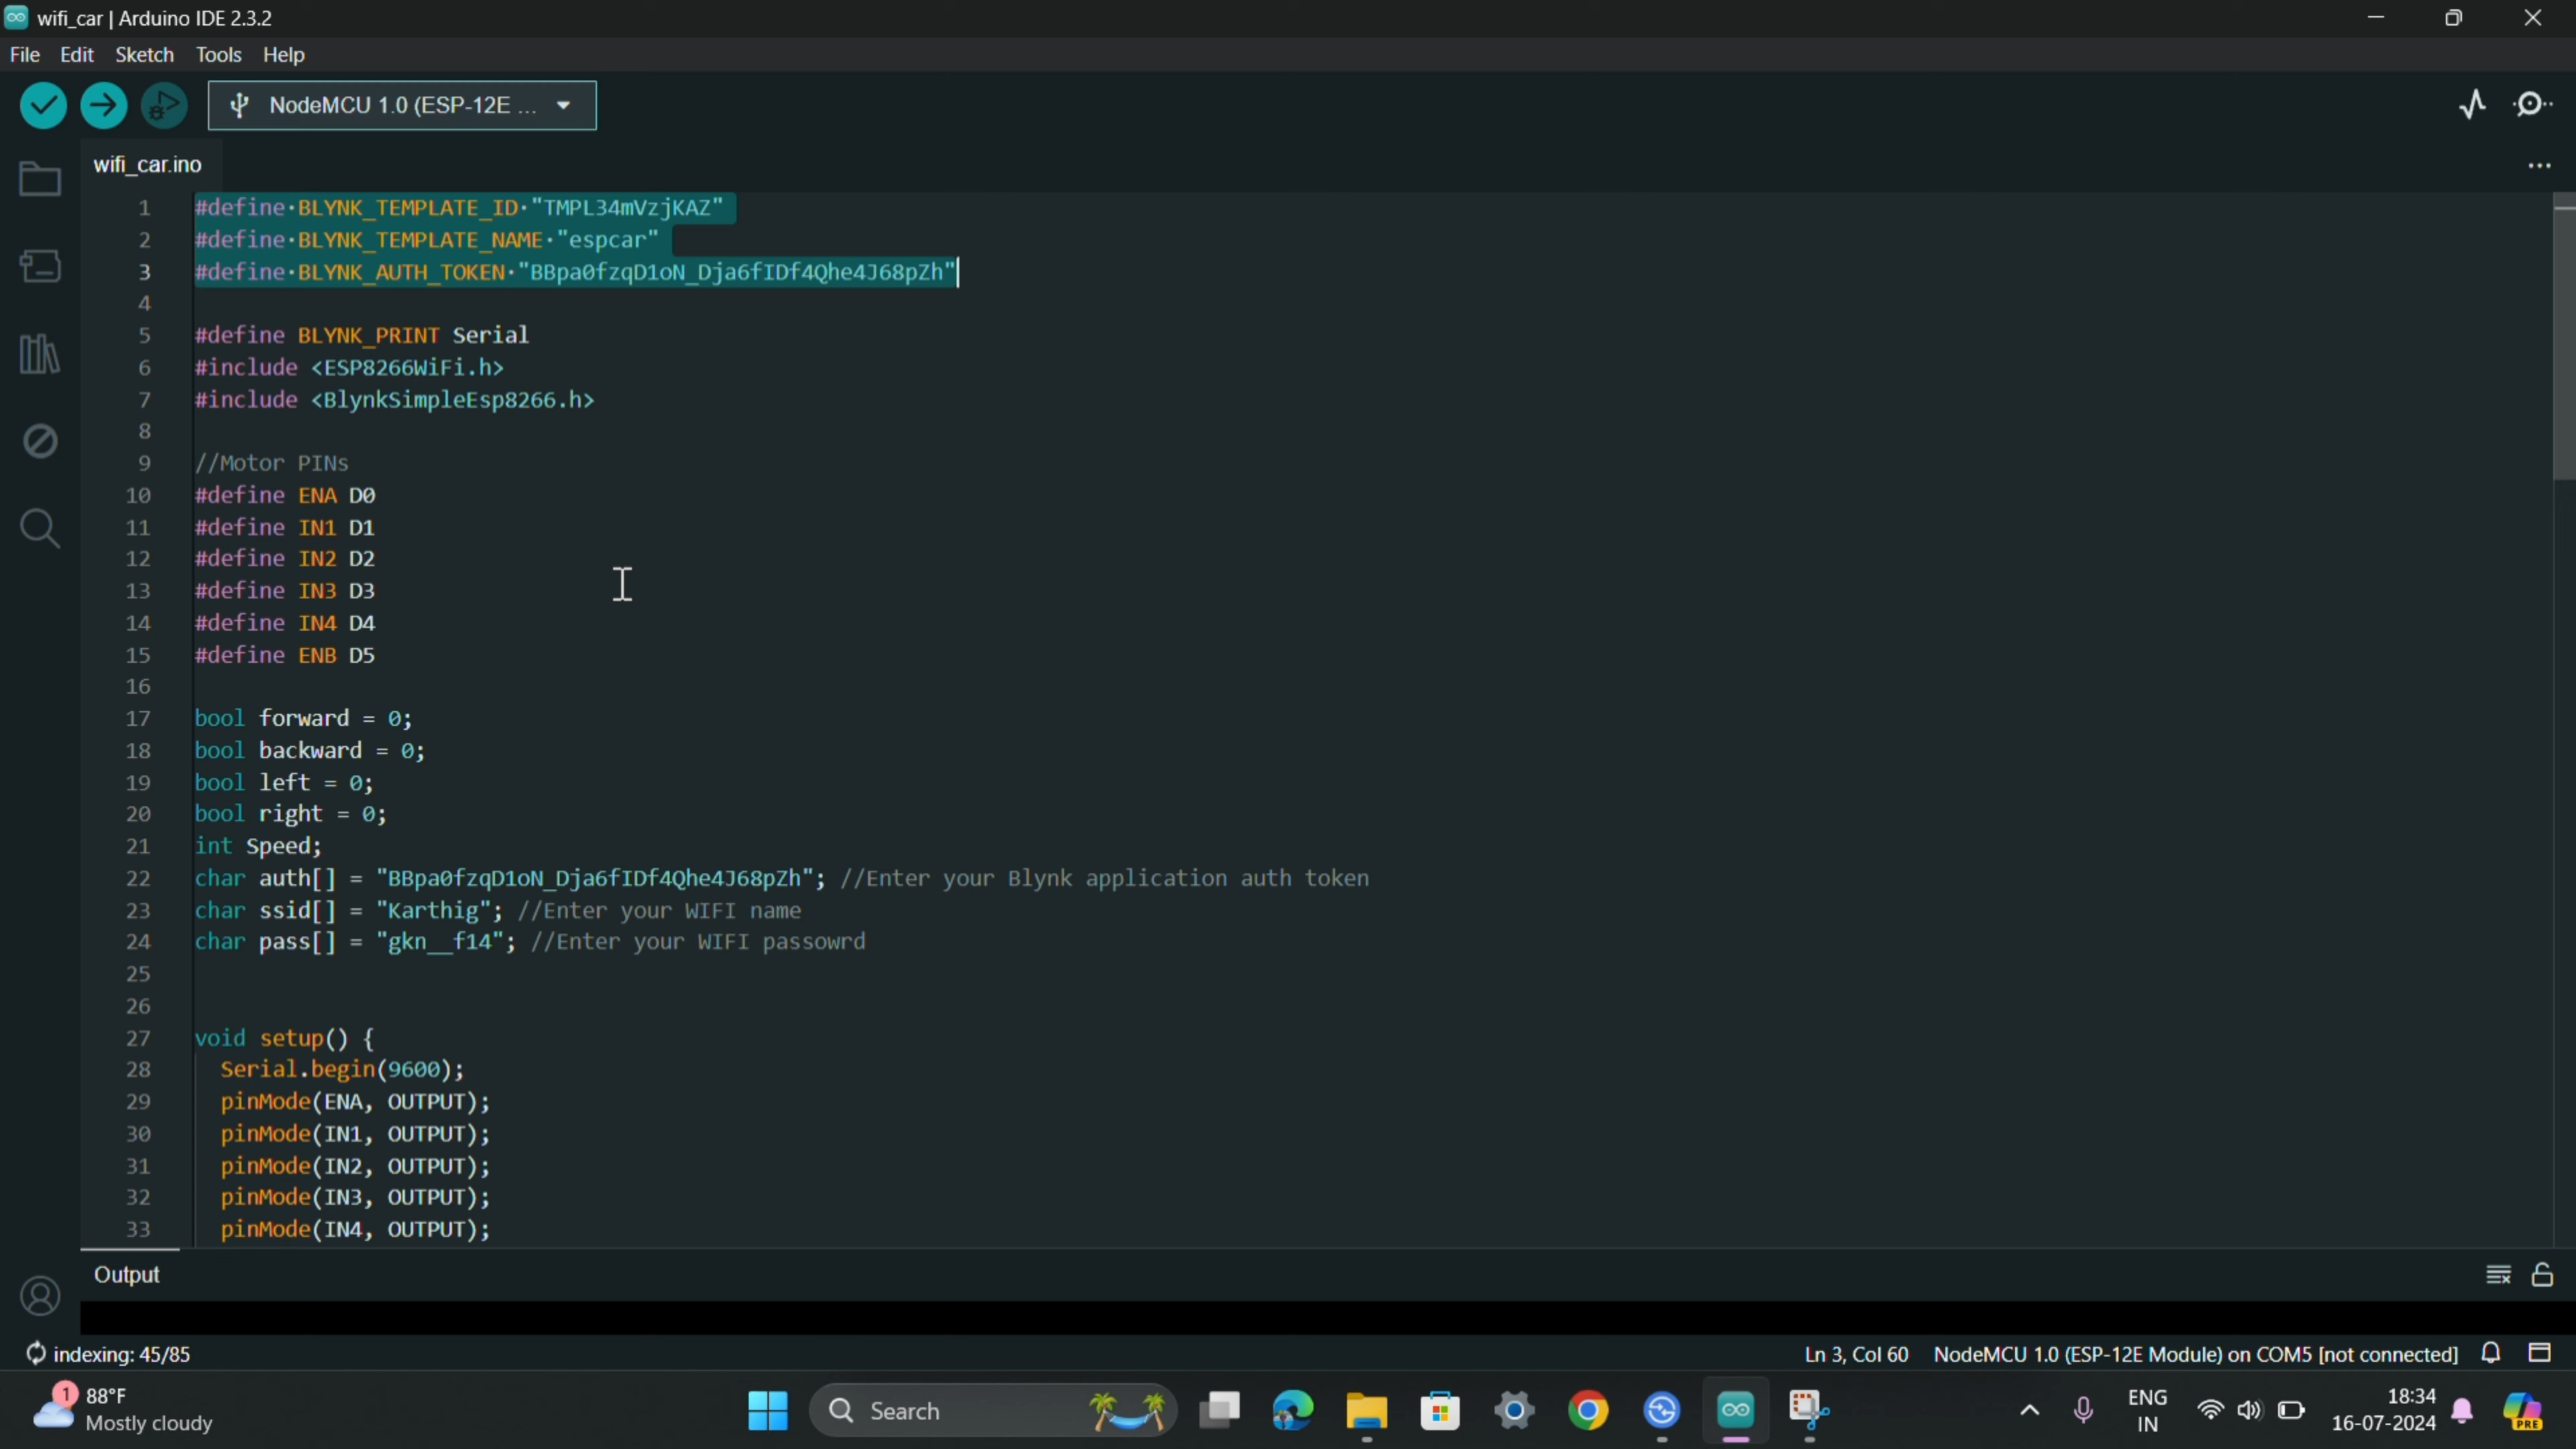 wifi_car | Arduino IDE 2.3.2
File Edit Sketch Tools Help
NodeMCU 1.0 (ESP-12E ...
wifi_car.ino
1 #define·BLYNK_TEMPLATE_ID·"TMPL34mVzjKAZ"
2 #define·BLYNK_TEMPLATE_NAME·"espcar"
3 #define·BLYNK_AUTH_TOKEN·"BBpa0fzqD1oN_Dja6fIDf4Qhe4J68pZh"
4
5 #define BLYNK_PRINT Serial
6 #include <ESP8266WiFi.h>
7 #include <BlynkSimpleEsp8266.h>
8
9 //Motor PINs
10 #define ENA D0
11 #define IN1 D1
12 #define IN2 D2
13 #define IN3 D3
14 #define IN4 D4
15 #define ENB D5
16
17 bool forward = 0;
18 bool backward = 0;
19 bool left = 0;
20 bool right = 0;
21 int Speed;
22 char auth[] = "BBpa0fzqD1oN_Dja6fIDf4Qhe4J68pZh"; //Enter your Blynk application auth token
23 char ssid[] = "Karthig"; //Enter your WIFI name
24 char pass[] = "gkn__f14"; //Enter your WIFI passowrd
25
26
27 void setup() {
28 Serial.begin(9600);
29 pinMode(ENA, OUTPUT);
30 pinMode(IN1, OUTPUT);
31 pinMode(IN2, OUTPUT);
32 pinMode(IN3, OUTPUT);
33 pinMode(IN4, OUTPUT);
Output
indexing: 45/85
Ln 3, Col 60 NodeMCU 1.0 (ESP-12E Module) on COM5 [not connected]
1
88°F
Mostly cloudy
Search
PRE
ENG
IN
18:34
16-07-2024